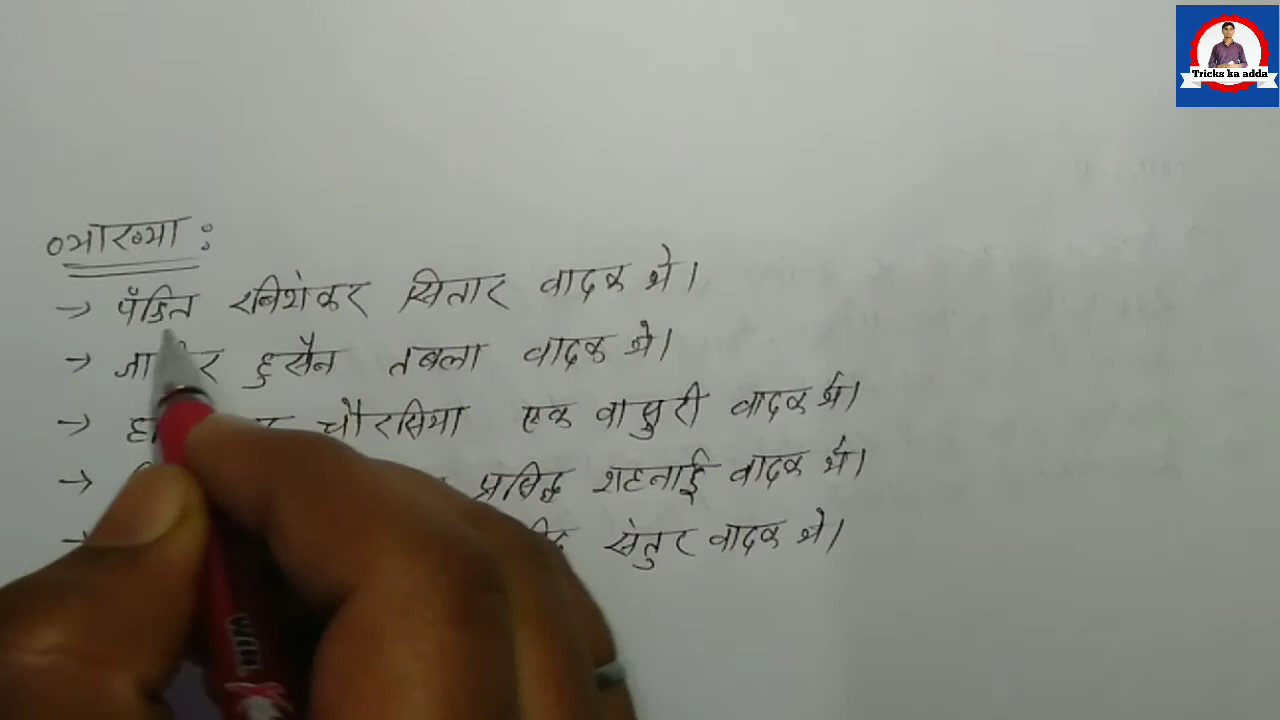 Tricks ka adda
व्याख्या :
→ पंडित रविशंकर सितार वादक थे।
→ हुसैन तबला वादक थे।
→ चौरसिया एक बासुरी वादक थे।
→ प्रसिद्ध शहनाई वादक थे।
संतुर वादक थे।